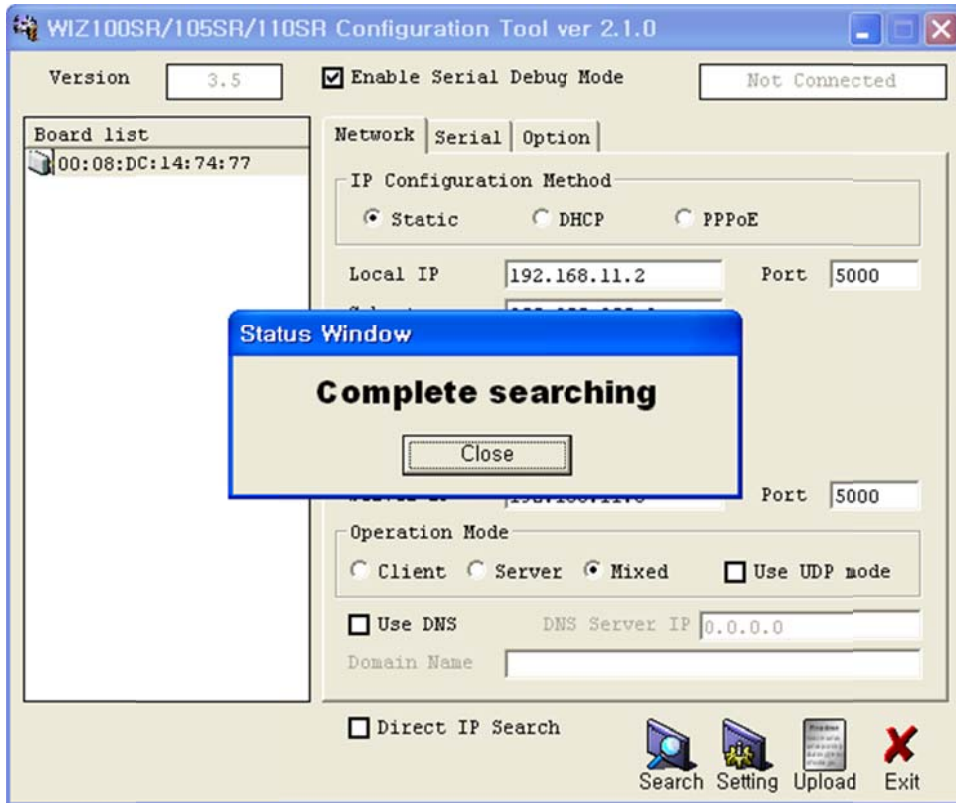 WIZ100SR/105SR/110SR Configuration Tool ver 2.1.0
Version 3.5 Enable Serial Debug Mode Not Connected
Board list
00:08:DC:14:74:77
Network Serial Option
IP Configuration Method
Static DHCP PPPoE
Local IP 192.168.11.2 Port 5000
Status Window
Complete searching
Close
Port 5000
Operation Mode
Client Server Mixed Use UDP mode
Use DNS DNS Server IP 0.0.0.0
Domain Name
Direct IP Search
Search Setting Upload Exit